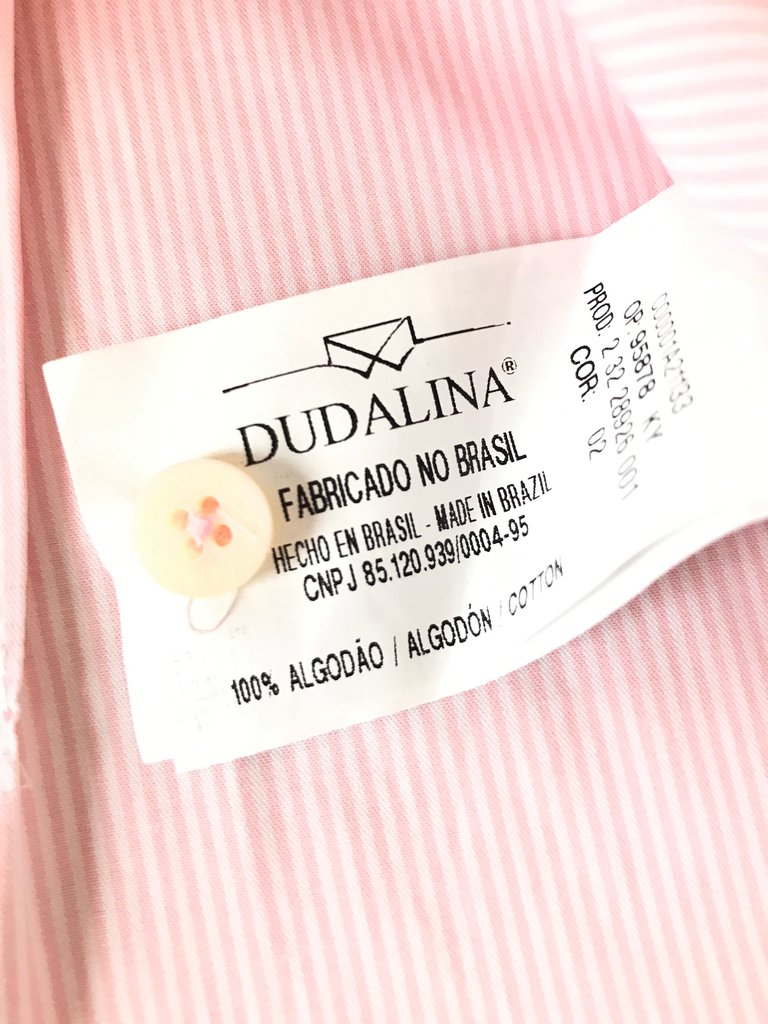 DUDALINA®
FABRICADO NO BRASIL
HECHO EN BRASIL - MADE IN BRAZIL
CNPJ 85.120.939/0004-95
100% ALGODÃO / ALGODÓN / COTTON
OP: 95878 KY
PROD: 2 32 28926 001
COR: 02